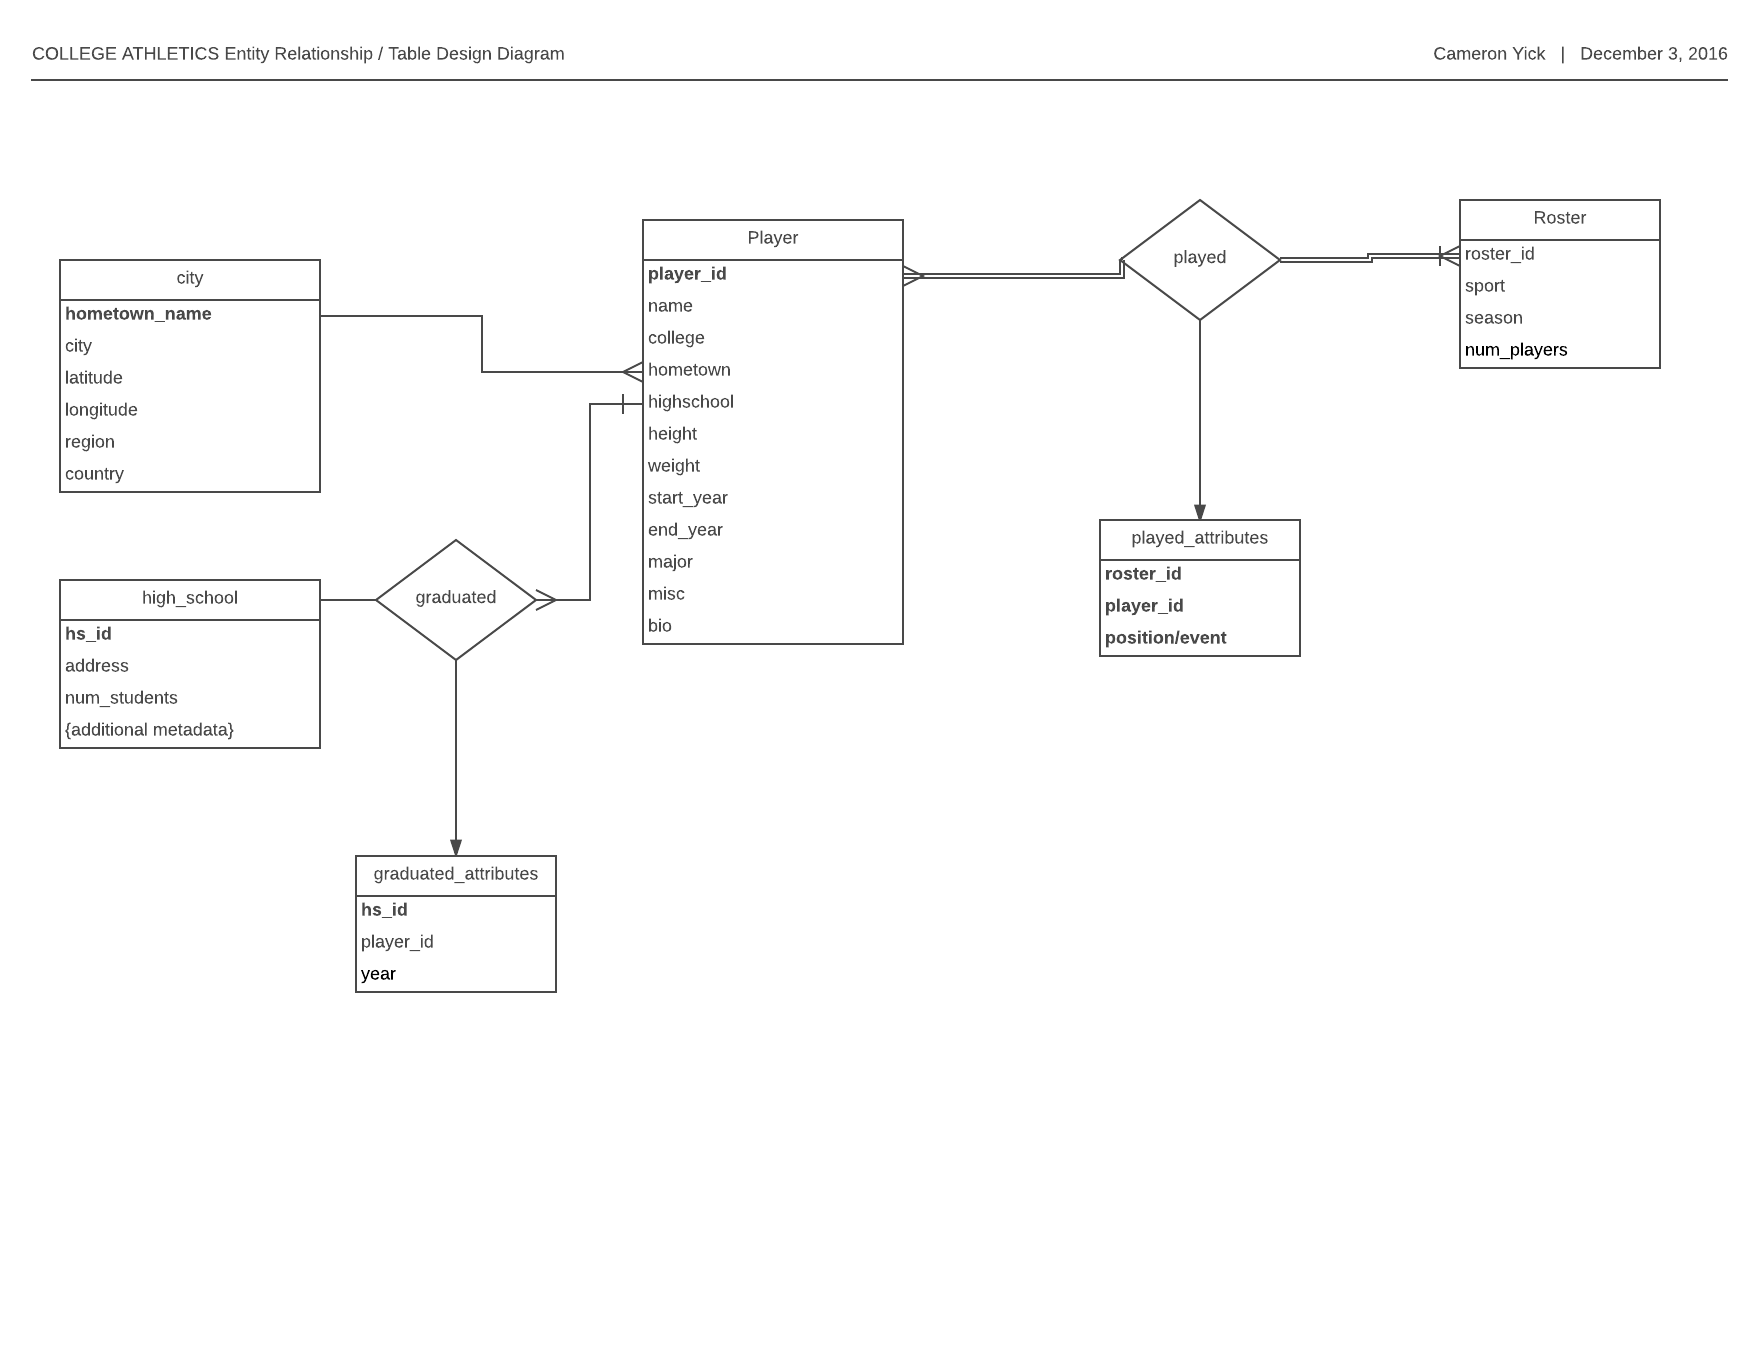 COLLEGE ATHLETICS Entity Relationship / Table Design Diagram
Cameron Yick | December 3, 2016
city
hometown_name
city
latitude
longitude
region
country
Player
player_id
name
college
hometown
highschool
height
weight
start_year
end_year
major
misc
bio
played
Roster
roster_id
sport
season
num_players
high_school
hs_id
address
num_students
{additional metadata}
graduated
played_attributes
roster_id
player_id
position/event
graduated_attributes
hs_id
player_id
year